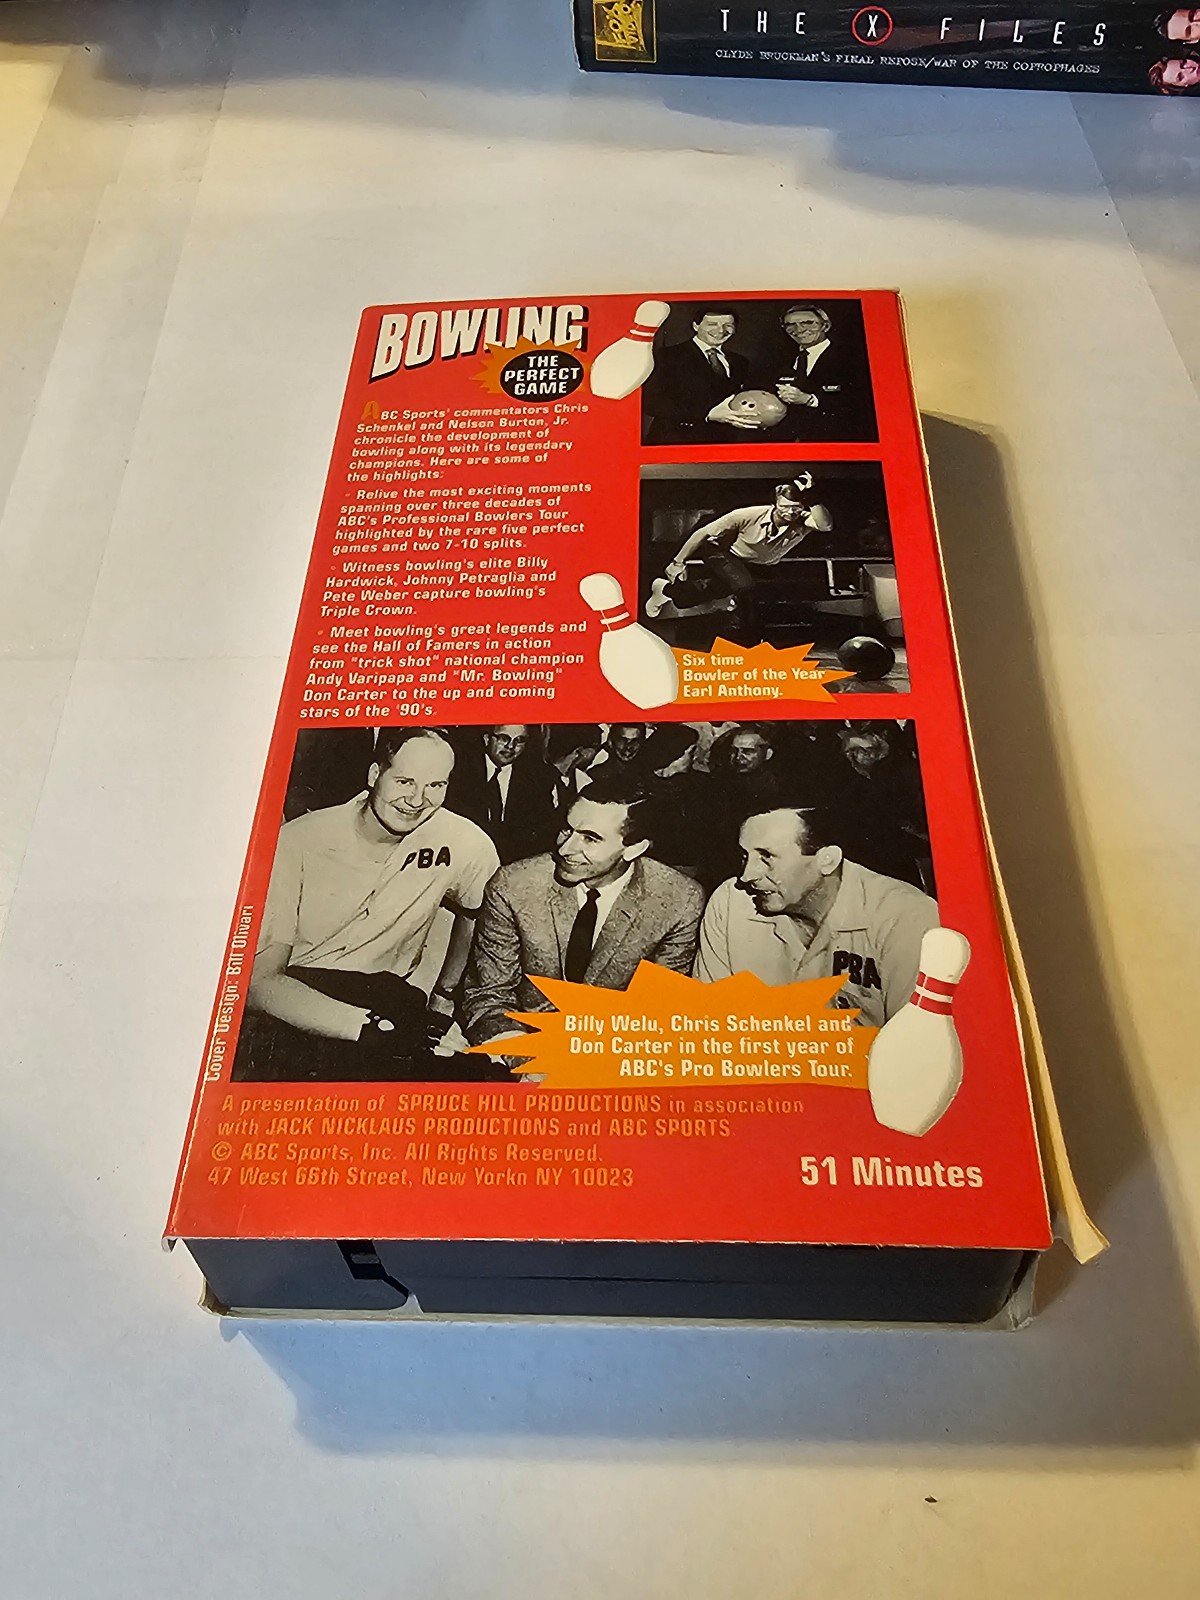 THE X FILES
CLYDE BRUCKMAN'S FINAL REPOSE/WAR OF THE COPROPHAGES
BOWLING
THE
PERFECT
GAME
ABC Sports' commentators Chris
Schenkel and Nelson Burton, Jr.
chronicle the development of
bowling along with its legendary
champions. Here are some of
the highlights:
• Relive the most exciting moments
spanning over three decades of
ABC's Professional Bowlers Tour
highlighted by the rare five perfect
games and two 7-10 splits.
• Witness bowling's elite Billy
Hardwick, Johnny Petraglia and
Pete Weber capture bowling's
Triple Crown.
• Meet bowling's great legends and
see the Hall of Famers in action
from "trick shot" national champion
Andy Varipapa and "Mr. Bowling"
Don Carter to the up and coming
stars of the '90's.
Six time
Bowler of the Year
Earl Anthony.
PBA
PBA
Billy Welu, Chris Schenkel and
Don Carter in the first year of
ABC's Pro Bowlers Tour.
Cover Design: Bill Olivari
A presentation of SPRUCE HILL PRODUCTIONS in association
with JACK NICKLAUS PRODUCTIONS and ABC SPORTS.
© ABC Sports, Inc. All Rights Reserved.
47 West 66th Street, New Yorkn NY 10023
51 Minutes